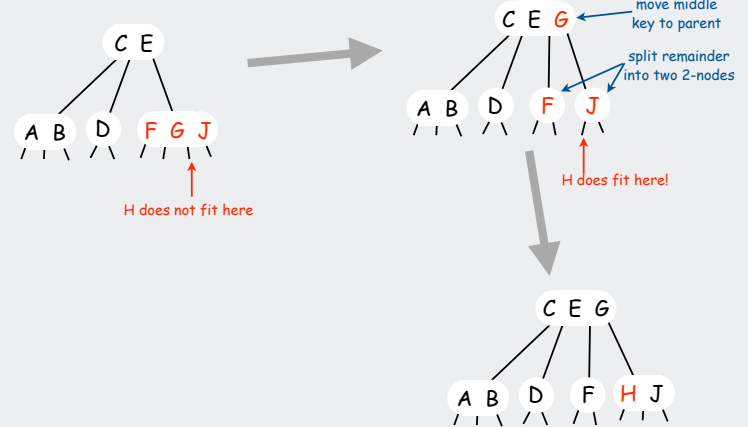 C E
A B
D
F G J
H does not fit here
move middle
key to parent
C E G
split remainder
into two 2-nodes
A B
D
F
J
H does fit here!
C E G
A B
D
F
H J